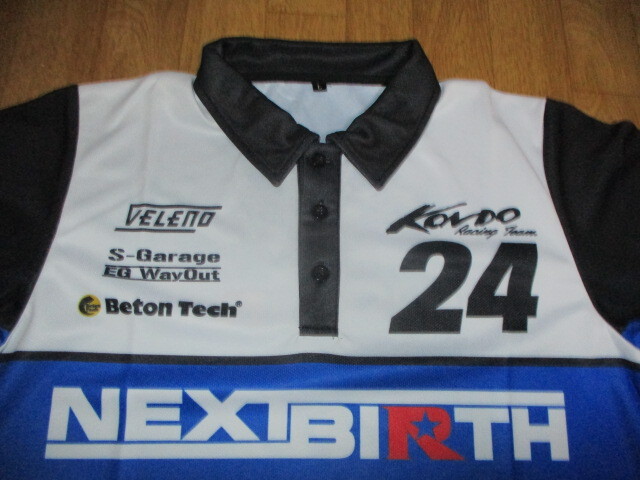 VELENO
S-Garage
EG WayOut
Beton Tech®
KONDO
Racing Team
24
NEXTBIRTH